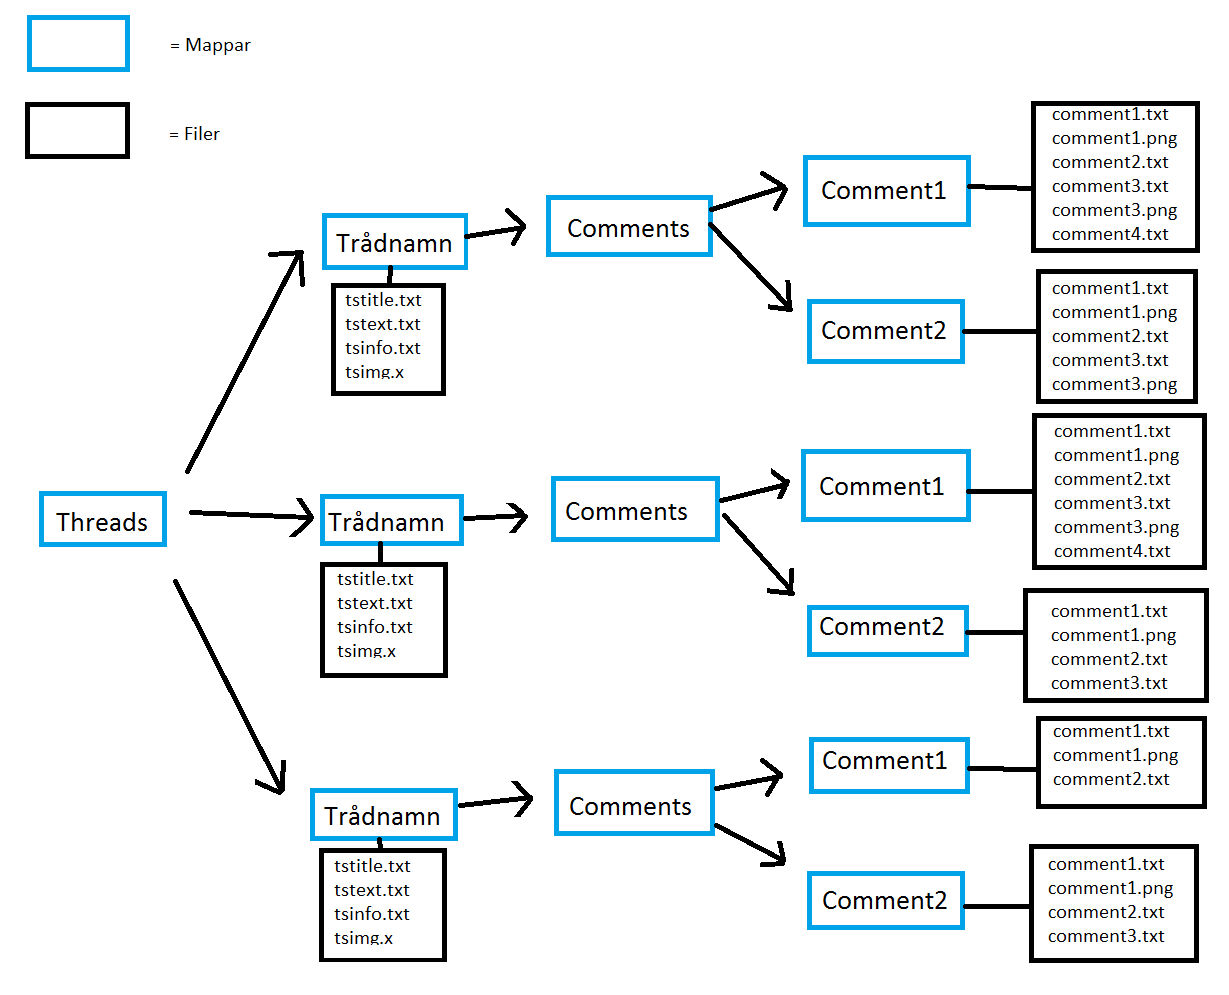 = Mappar
= Filer
Threads
Trådnamn
tstitle.txt
tstext.txt
tsinfo.txt
tsimg.x
Comments
Comment1
comment1.txt
comment1.png
comment2.txt
comment3.txt
comment3.png
comment4.txt
Comment2
comment1.txt
comment1.png
comment2.txt
comment3.txt
comment3.png
Trådnamn
tstitle.txt
tstext.txt
tsinfo.txt
tsimg.x
Comments
Comment1
comment1.txt
comment1.png
comment2.txt
comment3.txt
comment3.png
comment4.txt
Comment2
comment1.txt
comment1.png
comment2.txt
comment3.txt
Trådnamn
tstitle.txt
tstext.txt
tsinfo.txt
tsimg.x
Comments
Comment1
comment1.txt
comment1.png
comment2.txt
Comment2
comment1.txt
comment1.png
comment2.txt
comment3.txt